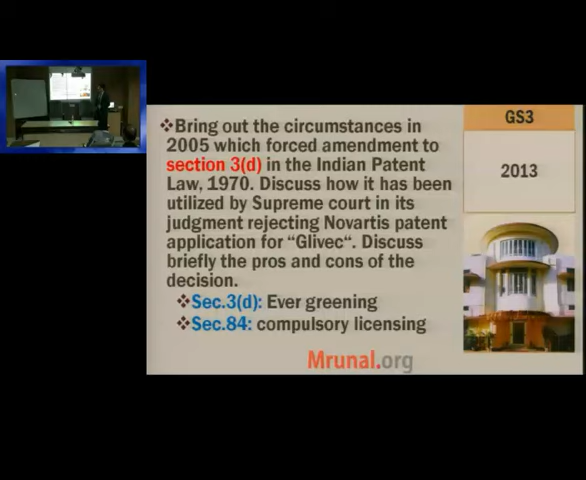 ❖Bring out the circumstances in
2005 which forced amendment to
section 3(d) in the Indian Patent
Law, 1970. Discuss how it has been
utilized by Supreme court in its
judgment rejecting Novartis patent
application for "Glivec". Discuss
briefly the pros and cons of the
decision.
❖Sec.3(d): Ever greening
❖Sec.84: compulsory licensing
Mrunal.org
GS3
2013